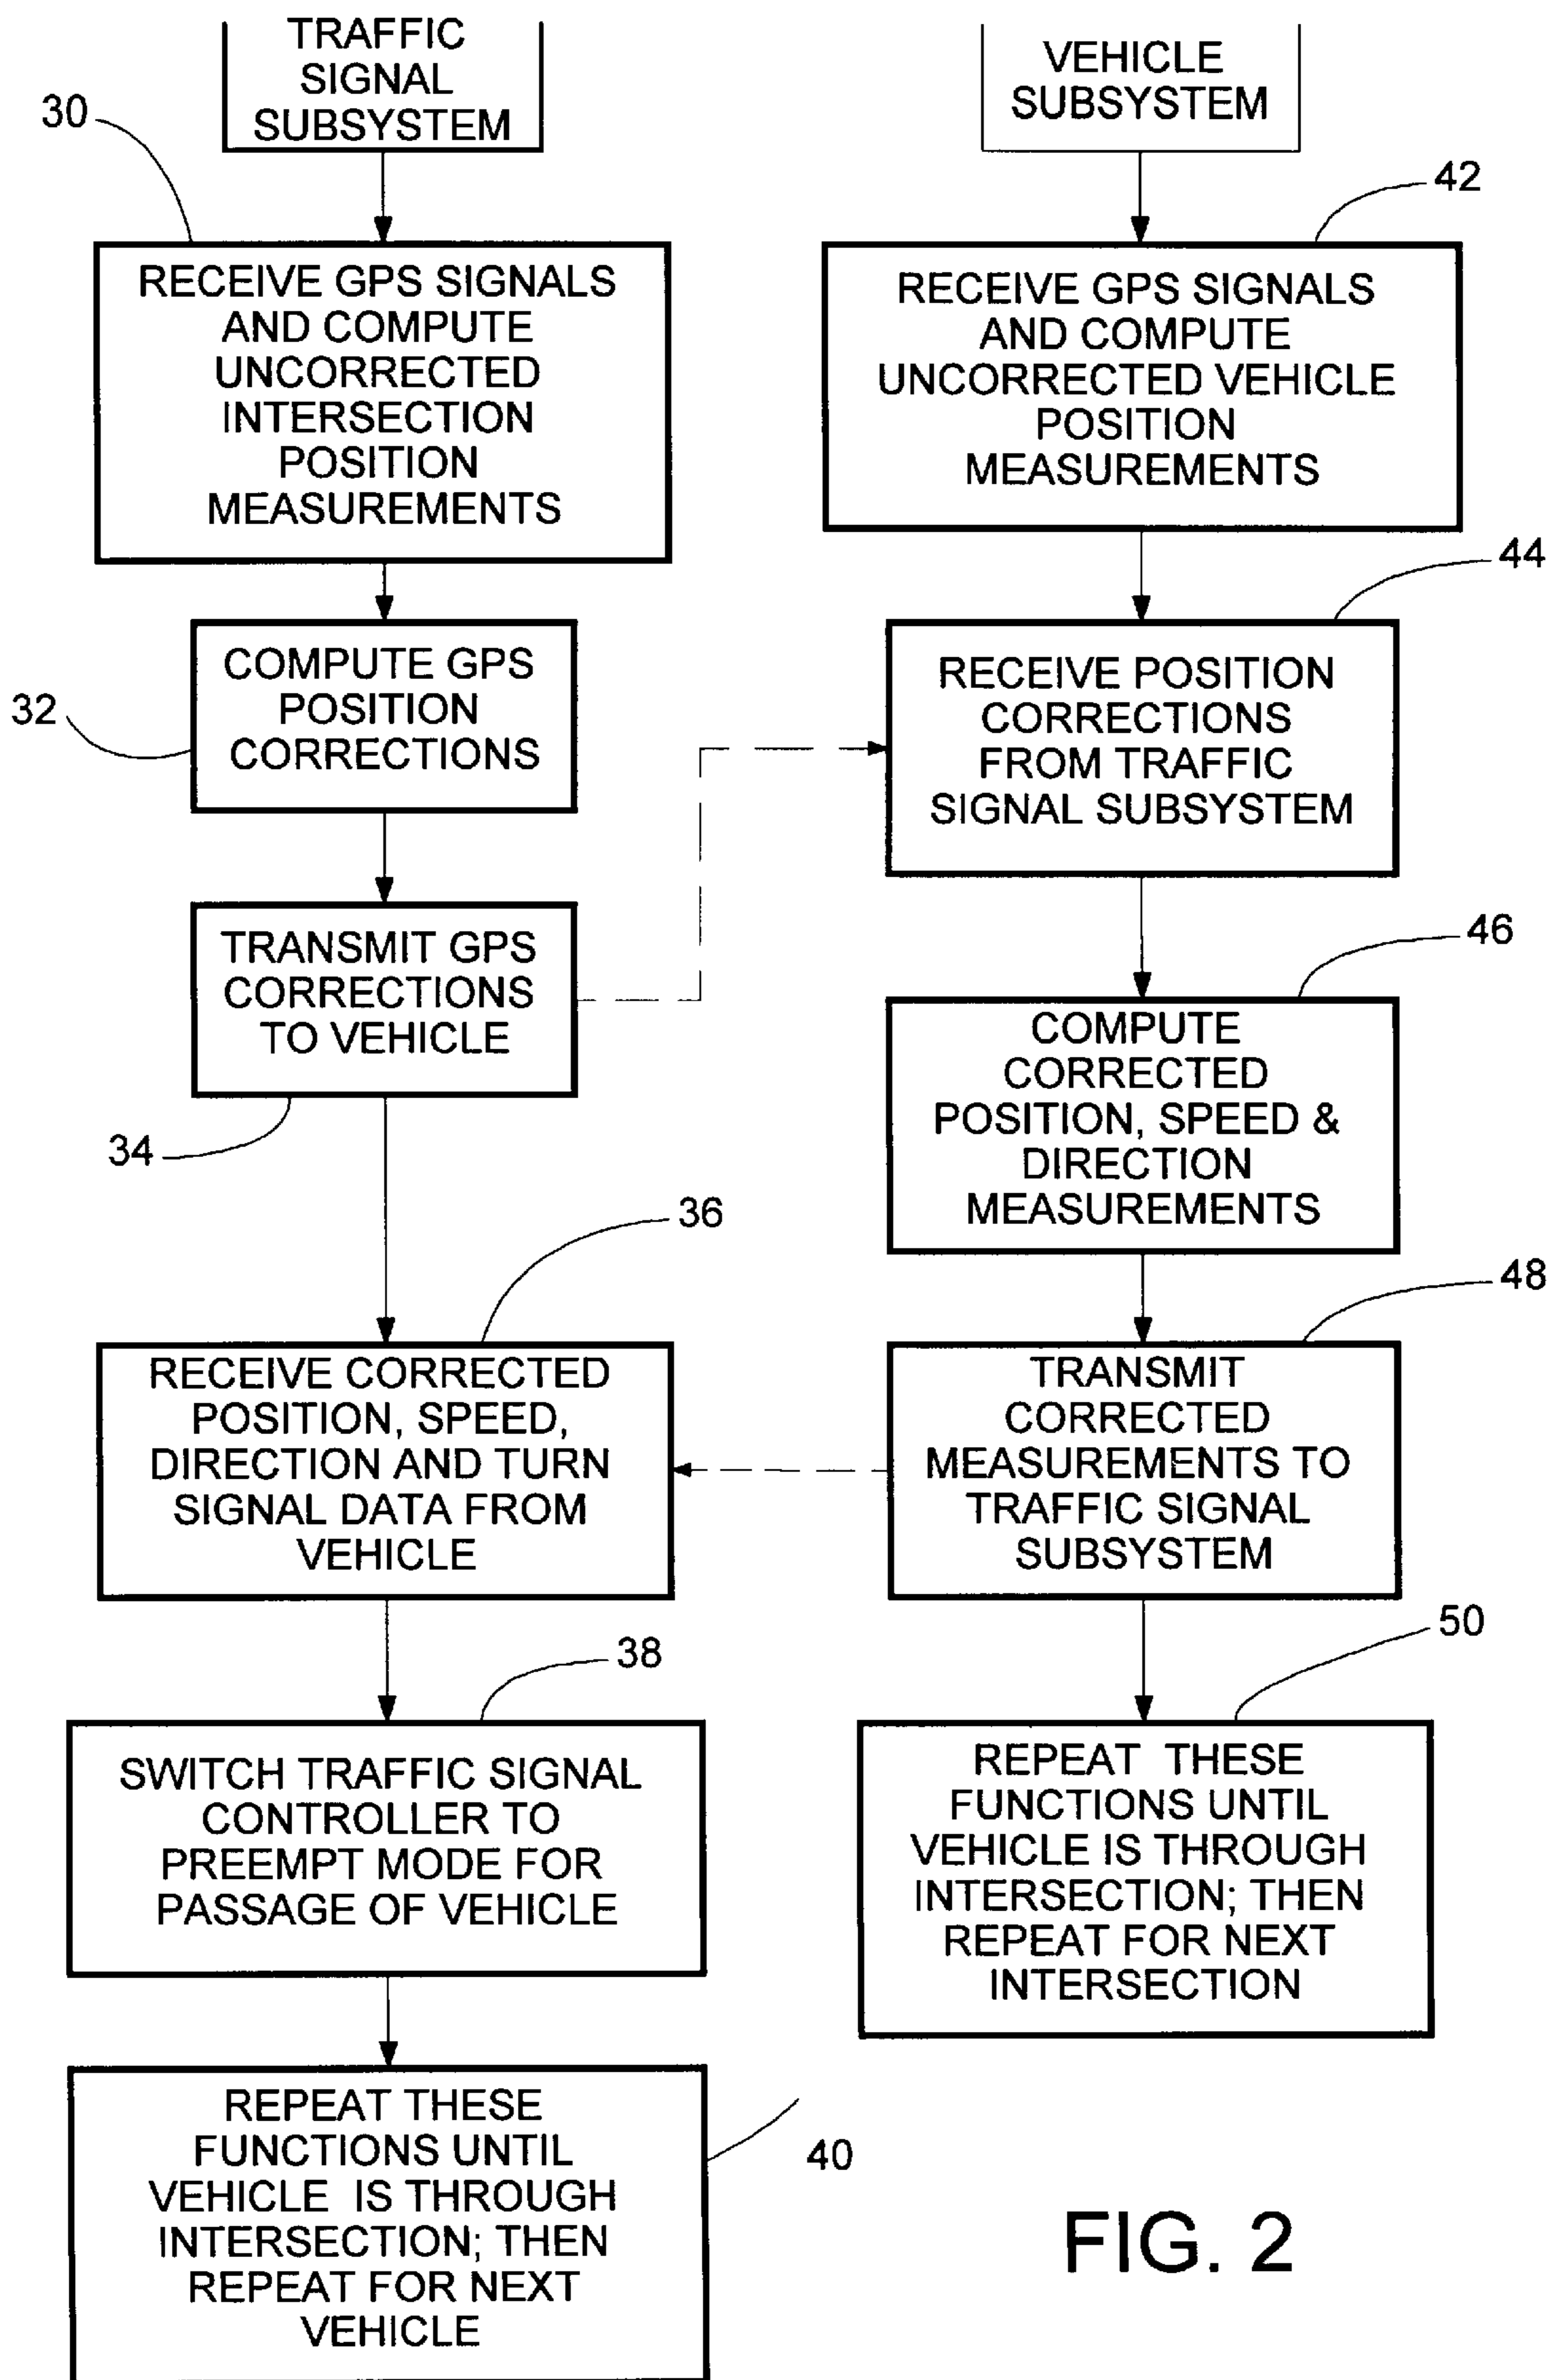 TRAFFIC
SIGNAL
SUBSYSTEM
30
RECEIVE GPS SIGNALS
AND COMPUTE
UNCORRECTED
INTERSECTION
POSITION
MEASUREMENTS
32
COMPUTE GPS
POSITION
CORRECTIONS
TRANSMIT GPS
CORRECTIONS
TO VEHICLE
34
36
RECEIVE CORRECTED
POSITION, SPEED,
DIRECTION AND TURN
SIGNAL DATA FROM
VEHICLE
38
SWITCH TRAFFIC SIGNAL
CONTROLLER TO
PREEMPT MODE FOR
PASSAGE OF VEHICLE
REPEAT THESE
FUNCTIONS UNTIL
VEHICLE IS THROUGH
INTERSECTION; THEN
REPEAT FOR NEXT
VEHICLE
40
VEHICLE
SUBSYSTEM
42
RECEIVE GPS SIGNALS
AND COMPUTE
UNCORRECTED VEHICLE
POSITION
MEASUREMENTS
44
RECEIVE POSITION
CORRECTIONS
FROM TRAFFIC
SIGNAL SUBSYSTEM
46
COMPUTE
CORRECTED
POSITION, SPEED &
DIRECTION
MEASUREMENTS
48
TRANSMIT
CORRECTED
MEASUREMENTS TO
TRAFFIC SIGNAL
SUBSYSTEM
50
REPEAT THESE
FUNCTIONS UNTIL
VEHICLE IS THROUGH
INTERSECTION; THEN
REPEAT FOR NEXT
INTERSECTION
FIG. 2